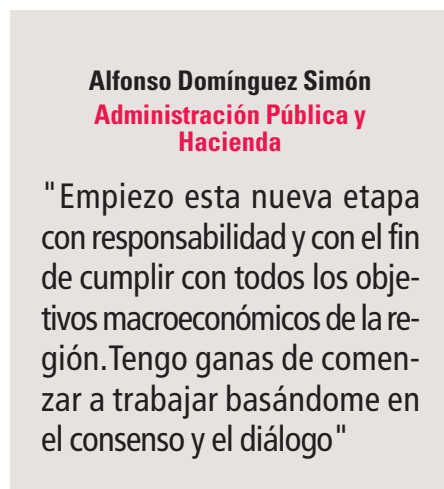 Alfonso Domínguez Simón
Administración Pública y
Hacienda
"Empiezo esta nueva etapa
con responsabilidad y con el fin
de cumplir con todos los obje-
tivos macroeconómicos de la re-
gión.Tengo ganas de comen-
zar a trabajar basándome en
el consenso y el diálogo"